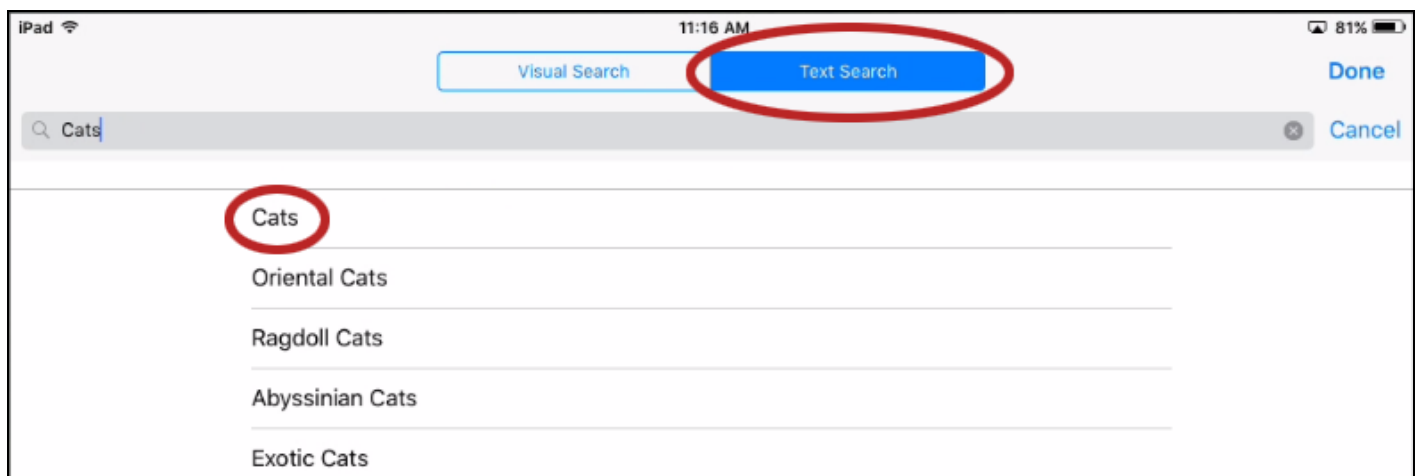 iPad 11:16 AM 81%
Visual Search Text Search Done
Cats Cancel
Cats
Oriental Cats
Ragdoll Cats
Abyssinian Cats
Exotic Cats